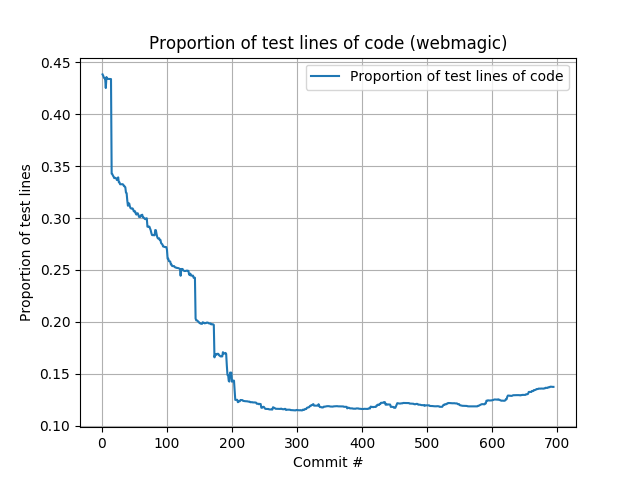 Proportion of test lines of code (webmagic)
Proportion of test lines of code
0.45
0.40
0.35
0.30
0.25
0.20
0.15
0.10
Proportion of test lines
0 100 200 300 400 500 600 700
Commit #